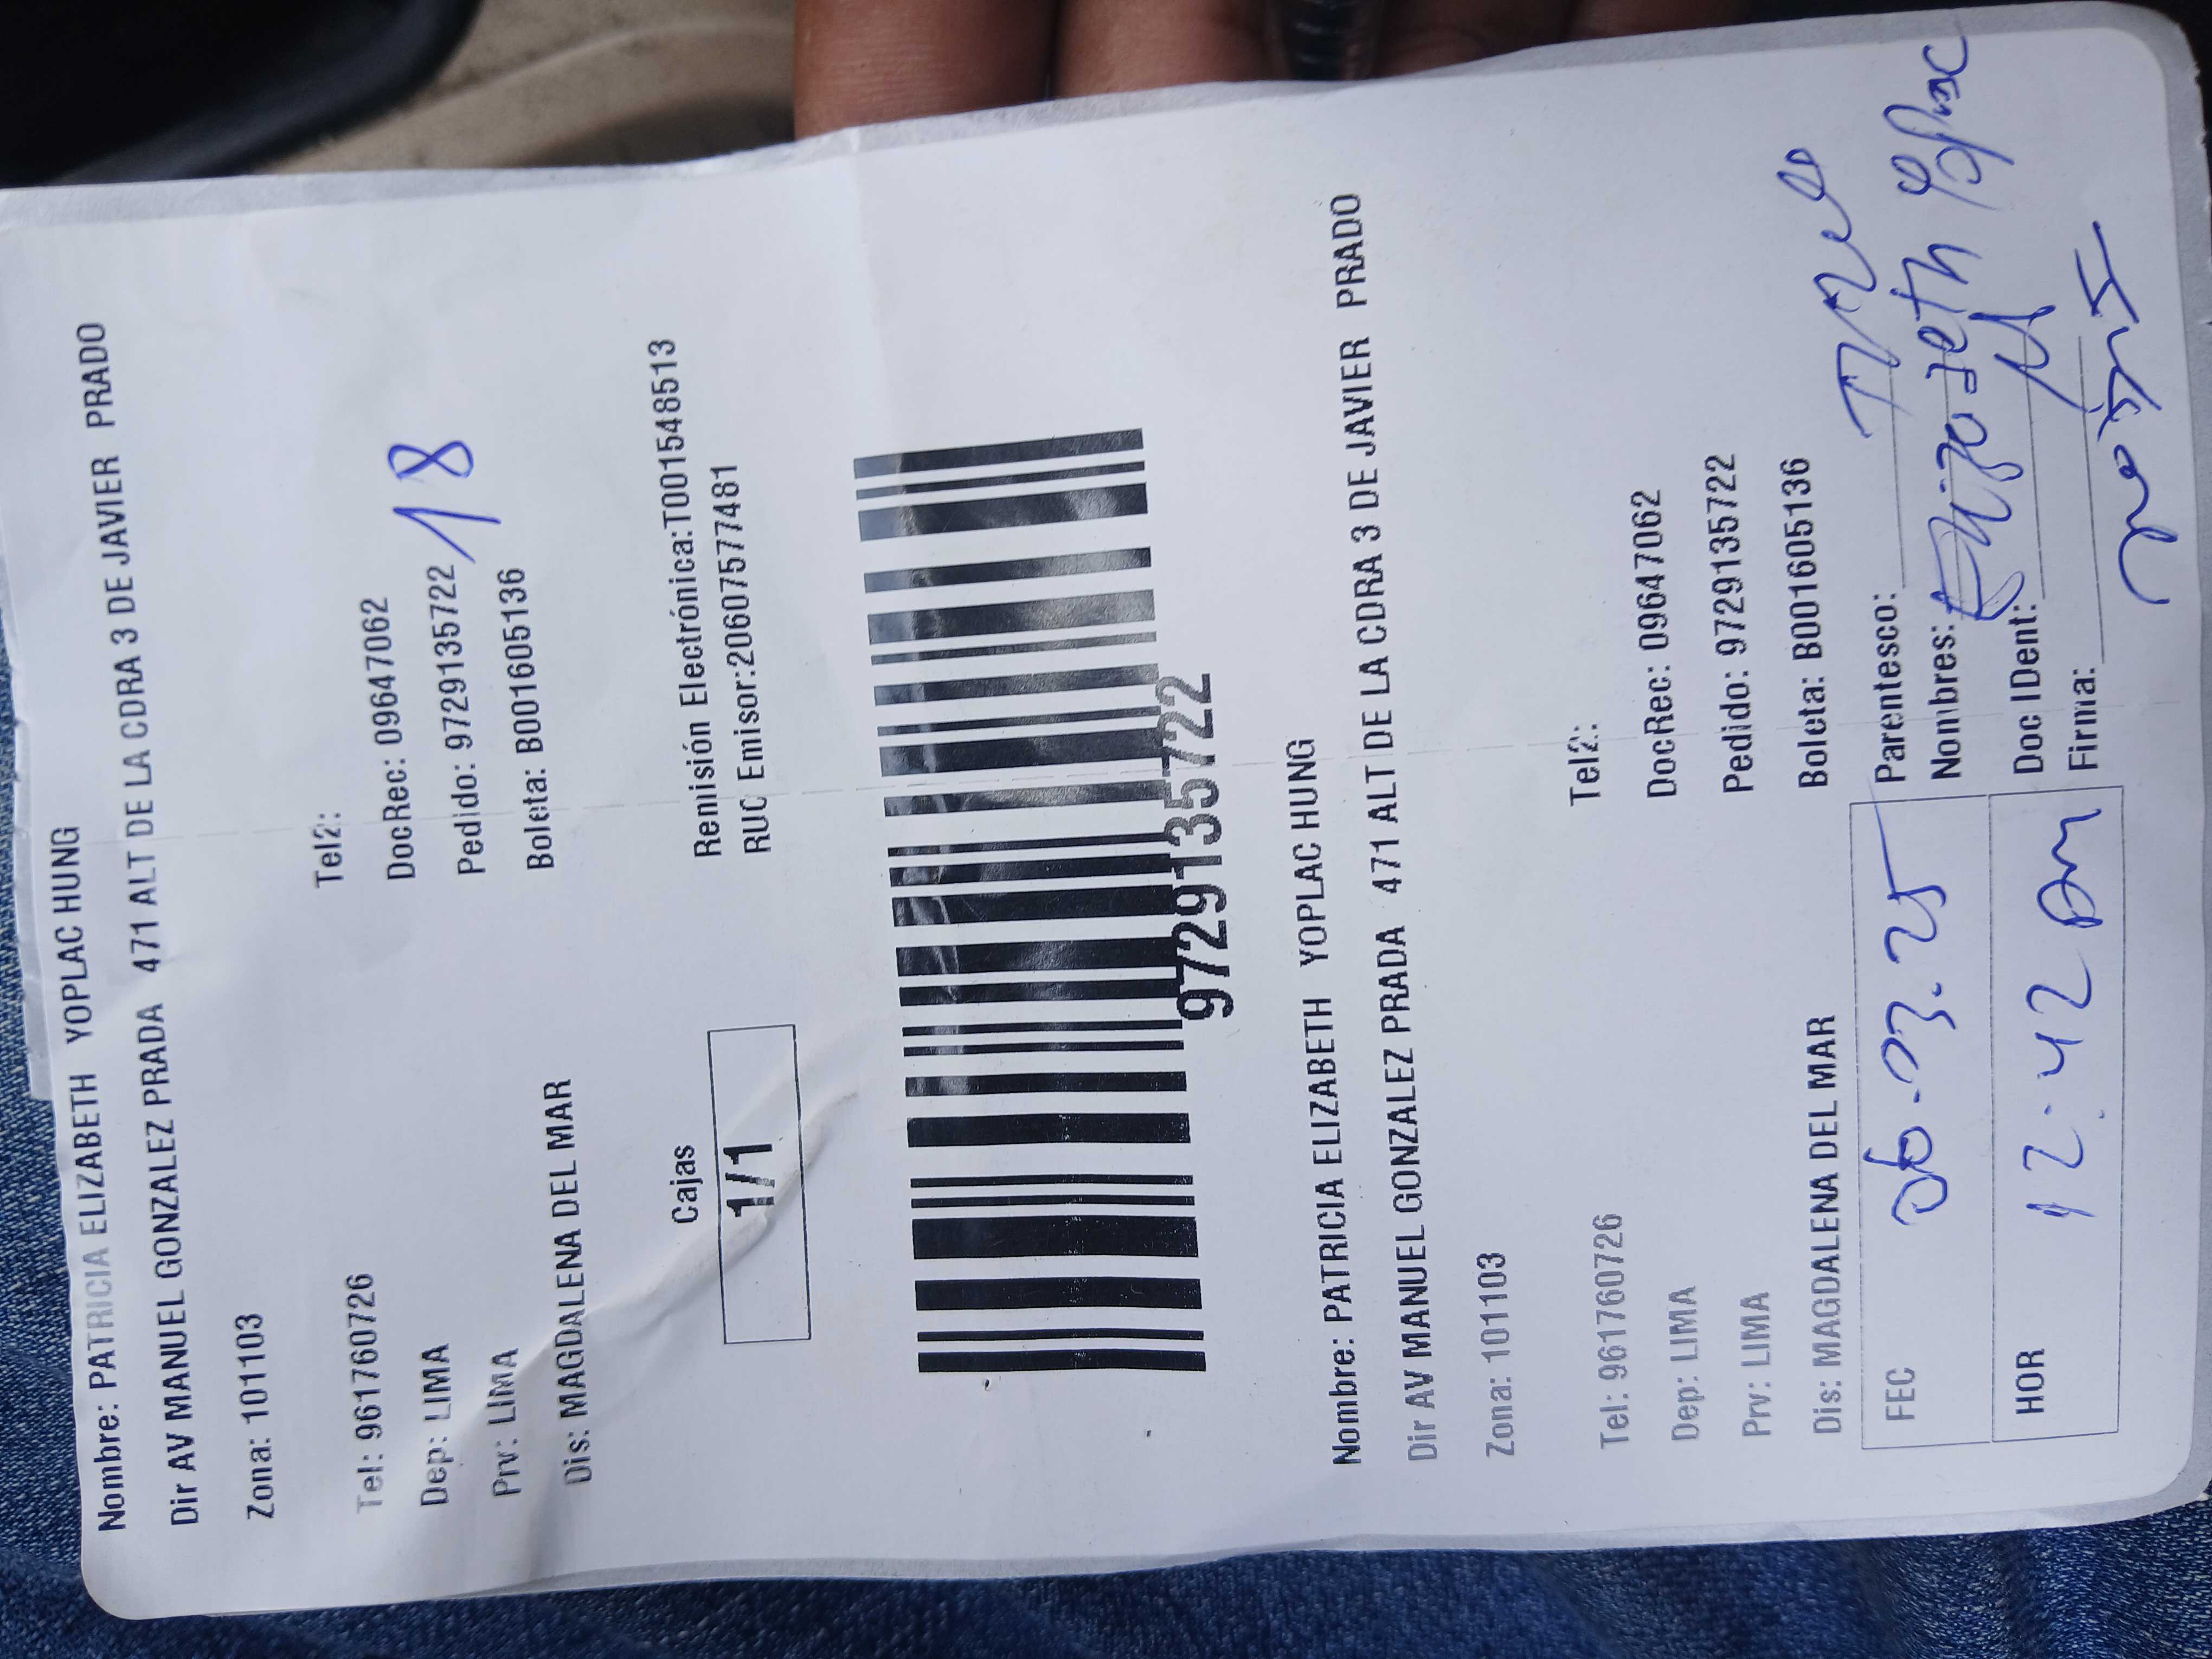 Nombre: PATRICIA ELIZABETH YOPLAC HUNG
Dir AV MANUEL GONZALEZ PRADA 471 ALT DE LA CDRA 3 DE JAVIER PRADO
Zona: 101103
Tel: 961760726 Tel2:
Dep: LIMA DocRec: 09647062
Prv: LIMA Pedido: 9729135722
18
Dis: MAGDALENA DEL MAR Boleta: B001605136
Cajas Remisión Electrónica:T001548513
1/1 RUC Emisor:20607577481
9729135722
Nombre: PATRICIA ELIZABETH YOPLAC HUNG
Dir AV MANUEL GONZALEZ PRADA 471 ALT DE LA CDRA 3 DE JAVIER PRADO
Zona: 101103
Tel: 961760726 Tel2:
Dep: LIMA DocRec: 09647062
Prv: LIMA Pedido: 9729135722
Dis: MAGDALENA DEL MAR Boleta: B001605136
FEC 06.03.25 Parentesco:
Nombres: Yoplac
HOR 12:42 Doc IDent:
Firma: